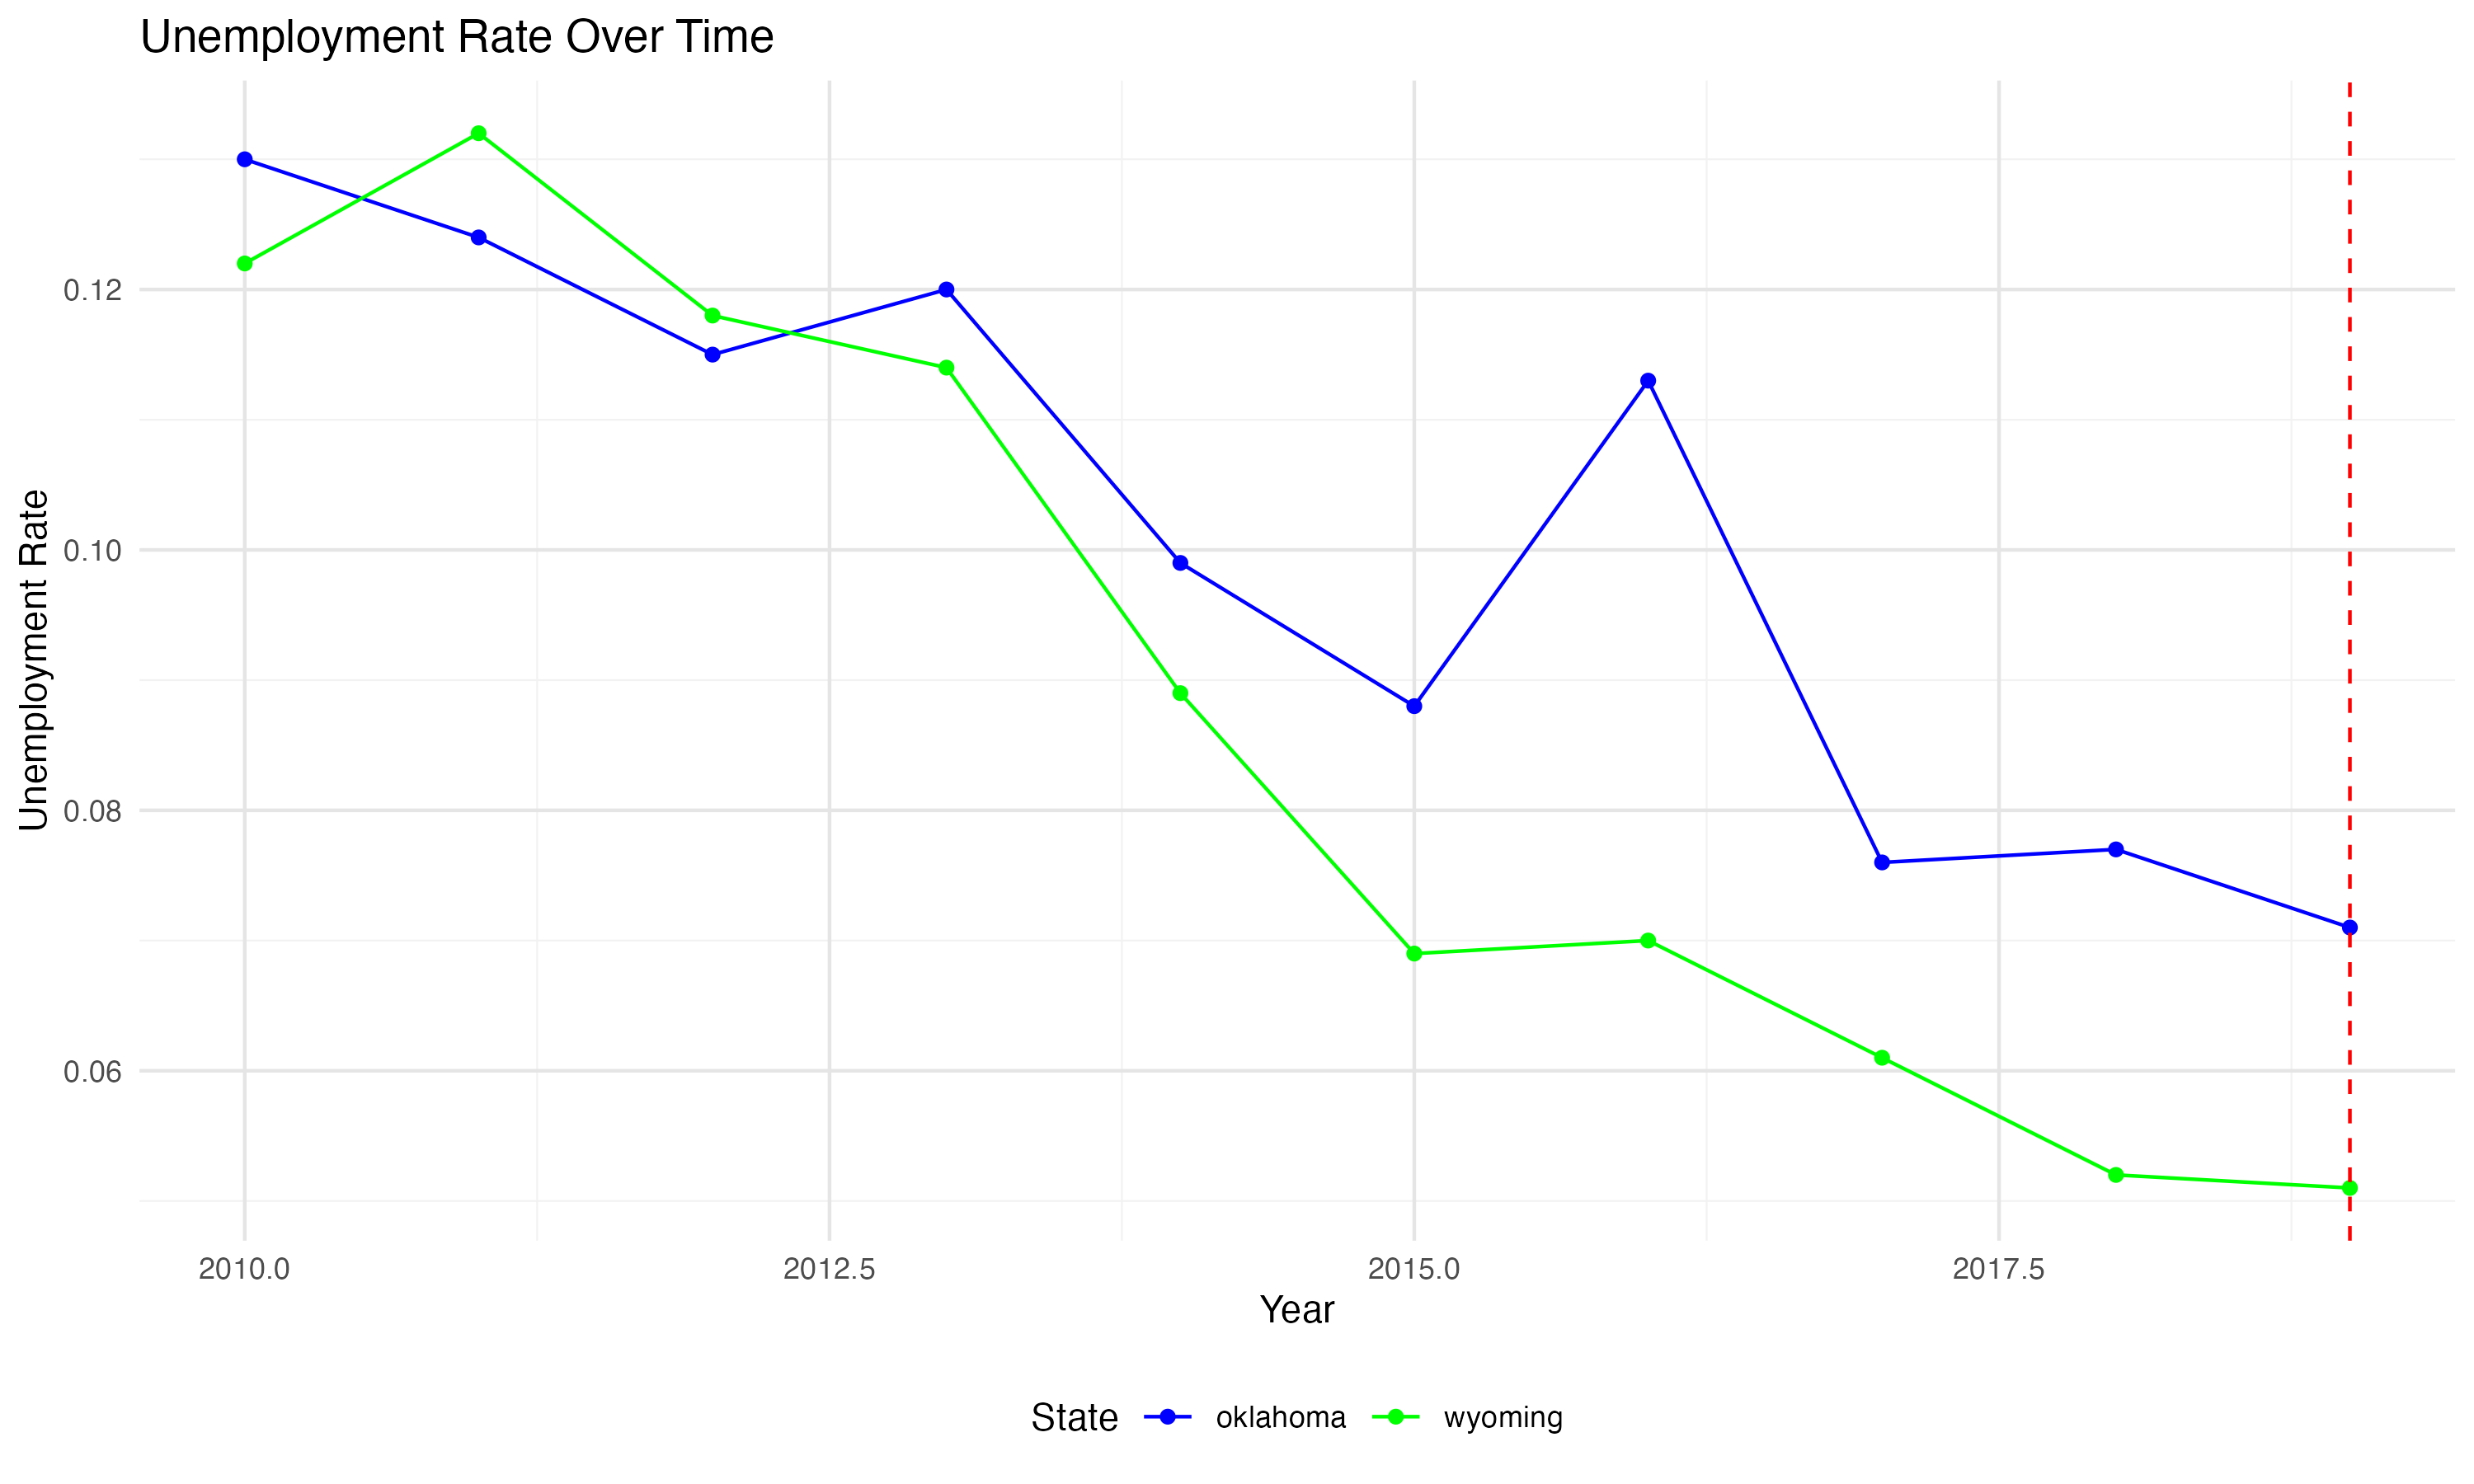 Unemployment Rate Over Time
Unemployment Rate
0.12
0.10
0.08
0.06
2010.0 2012.5 2015.0 2017.5
Year
State oklahoma wyoming